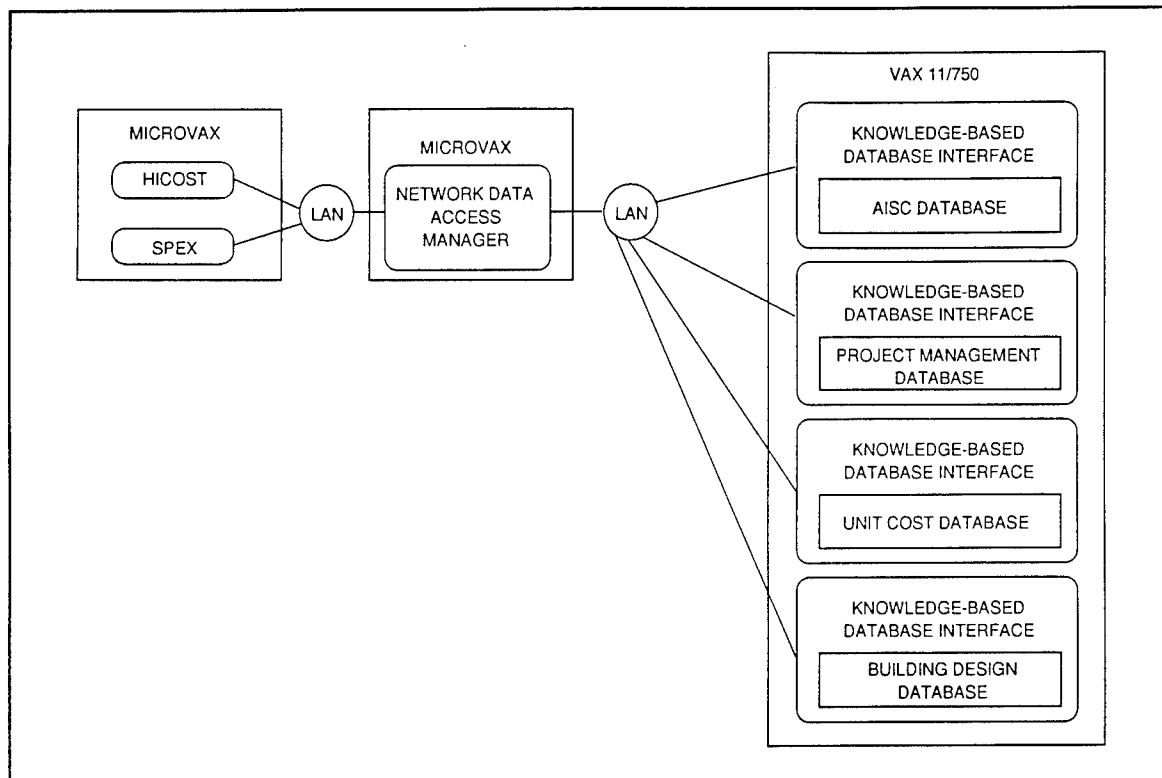 MICROVAX
HICOST
SPEX
LAN
MICROVAX
NETWORK DATA
ACCESS
MANAGER
LAN
VAX 11/750
KNOWLEDGE-BASED
DATABASE INTERFACE
AISC DATABASE
KNOWLEDGE-BASED
DATABASE INTERFACE
PROJECT MANAGEMENT
DATABASE
KNOWLEDGE-BASED
DATABASE INTERFACE
UNIT COST DATABASE
KNOWLEDGE-BASED
DATABASE INTERFACE
BUILDING DESIGN
DATABASE